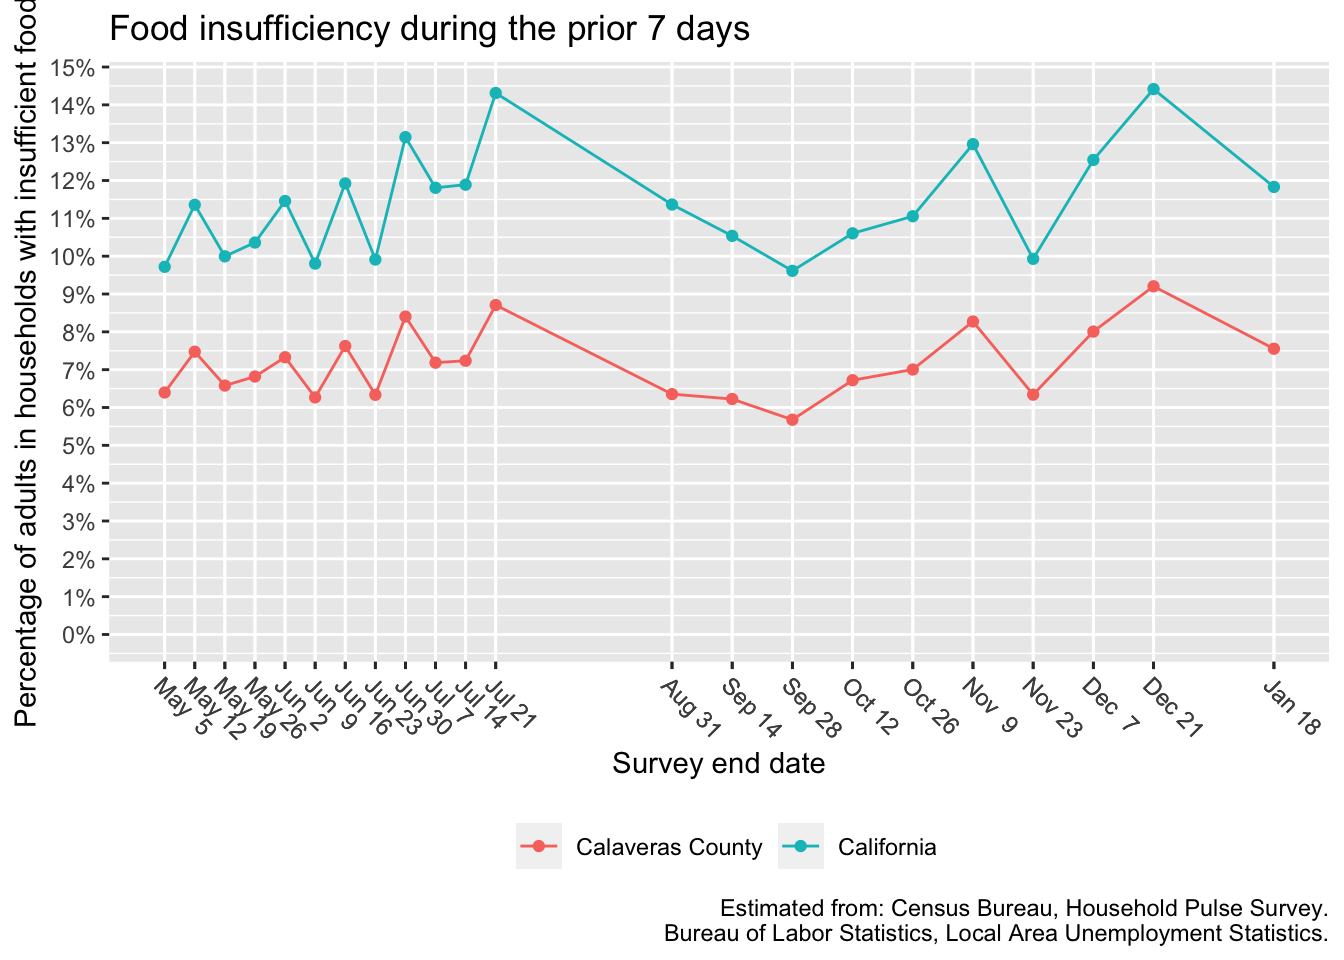 Food insufficiency during the prior 7 days
Percentage of adults in households with insufficient food
15%
14%
13%
12%
11%
10%
9%
8%
7%
6%
5%
4%
3%
2%
1%
0%
May 5
May 12
May 19
May 26
Jun 2
Jun 9
Jun 16
Jun 23
Jun 30
Jul 7
Jul 14
Jul 21
Aug 31
Sep 14
Sep 28
Oct 12
Oct 26
Nov 9
Nov 23
Dec 7
Dec 21
Jan 18
Survey end date
Calaveras County
California
Estimated from: Census Bureau, Household Pulse Survey.
Bureau of Labor Statistics, Local Area Unemployment Statistics.